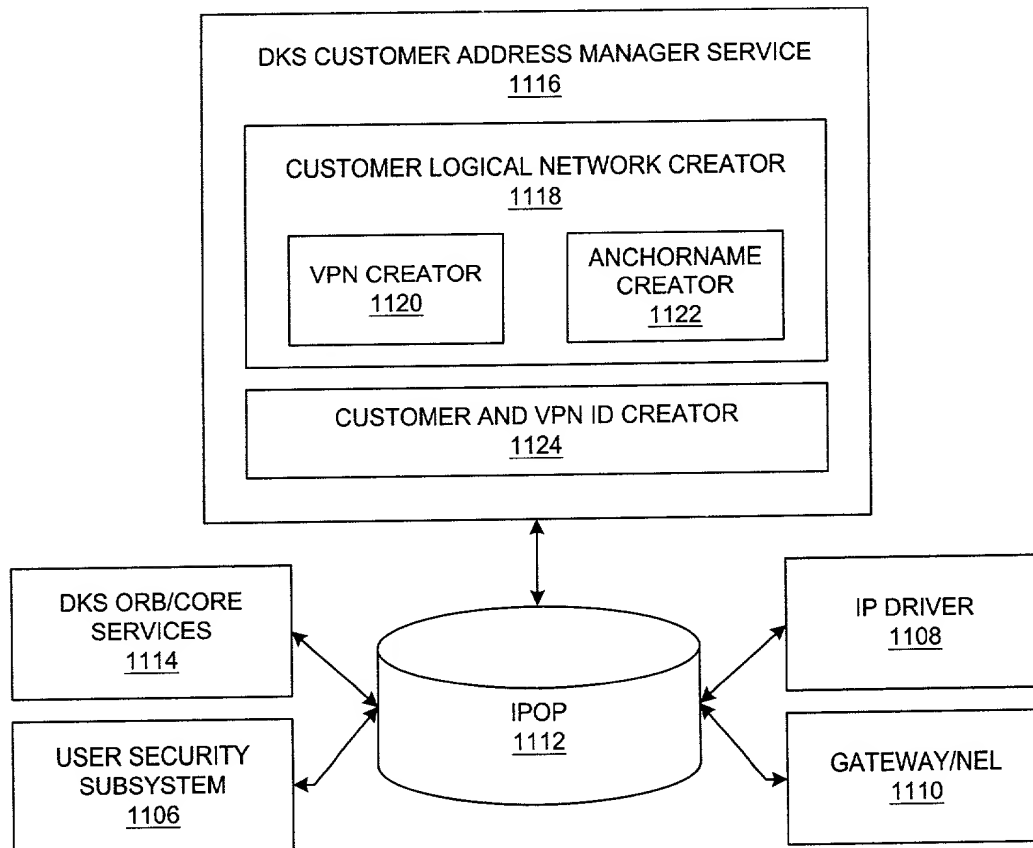 DKS CUSTOMER ADDRESS MANAGER SERVICE
1116
CUSTOMER LOGICAL NETWORK CREATOR
1118
VPN CREATOR
1120
ANCHORNAME
CREATOR
1122
CUSTOMER AND VPN ID CREATOR
1124
DKS ORB/CORE
SERVICES
1114
USER SECURITY
SUBSYSTEM
1106
IPOP
1112
IP DRIVER
1108
GATEWAY/NEL
1110